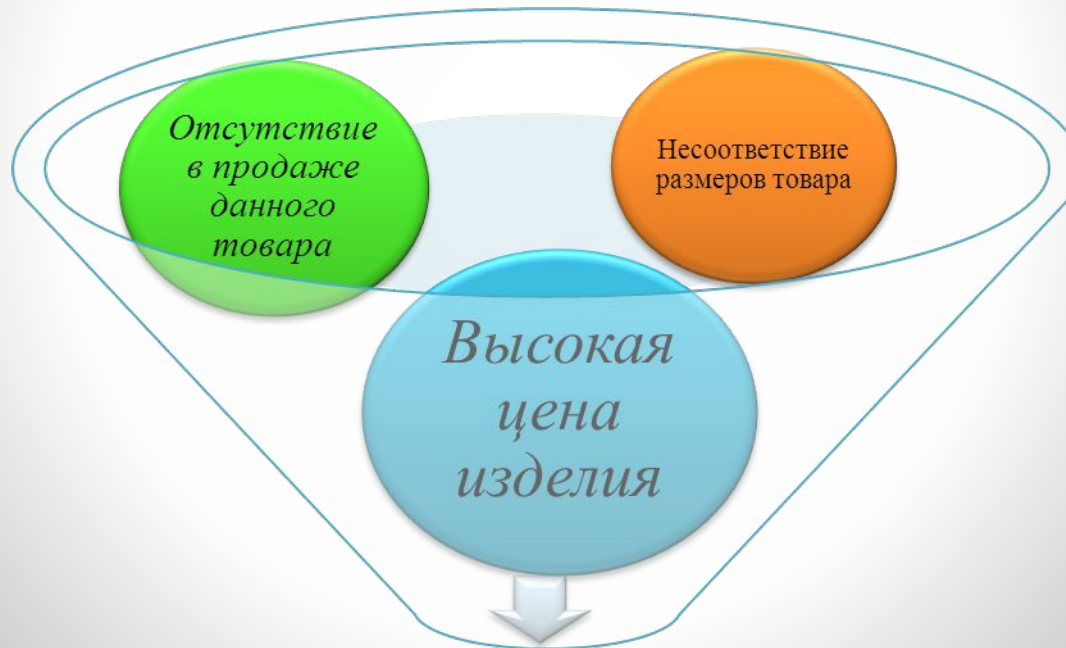 Отсутствие
в продаже
данного
товара
Несоответствие
размеров товара
Высокая
цена
изделия